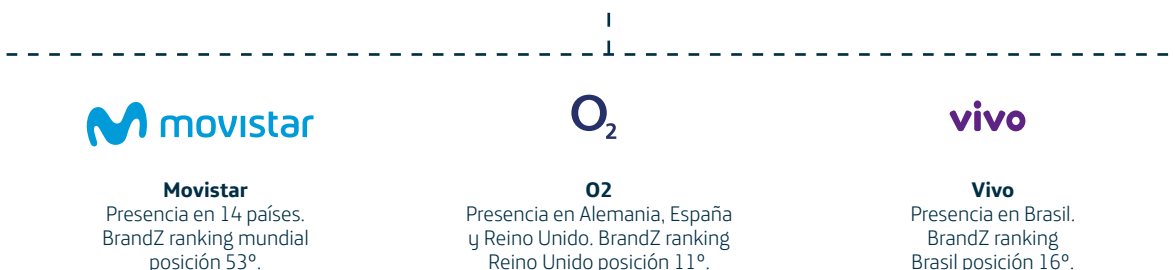 movistar
O2
vivo
Movistar
Presencia en 14 países.
BrandZ ranking mundial
posición 53º.
O2
Presencia en Alemania, España
y Reino Unido. BrandZ ranking
Reino Unido posición 11º.
Vivo
Presencia en Brasil.
BrandZ ranking
Brasil posición 16º.